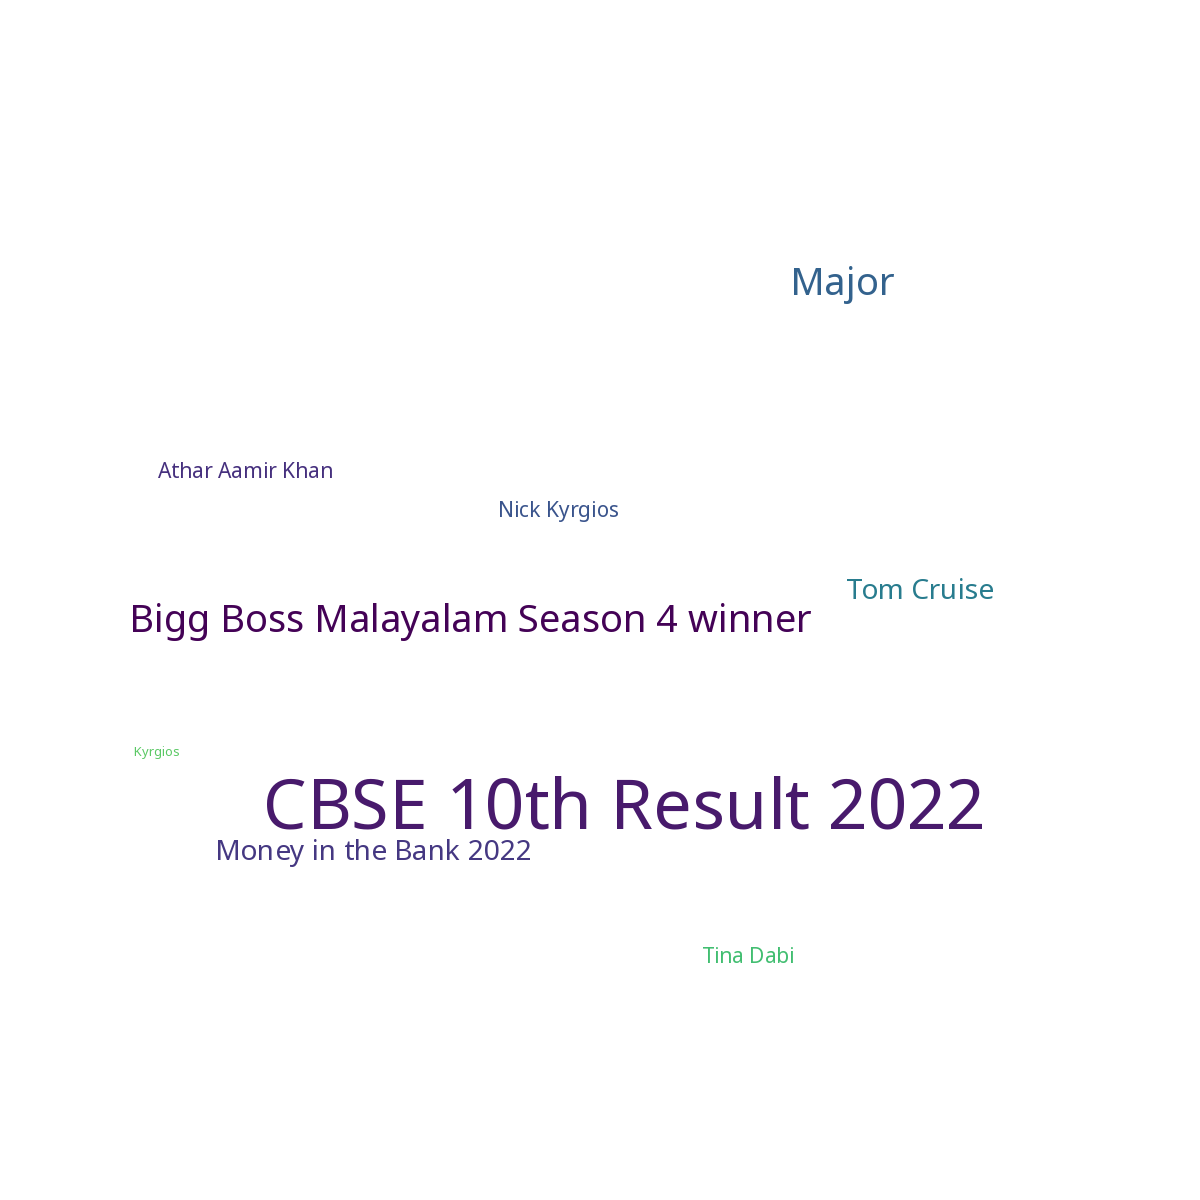 Major
Athar Aamir Khan
Nick Kyrgios
Tom Cruise
Bigg Boss Malayalam Season 4 winner
Kyrgios
CBSE 10th Result 2022
Money in the Bank 2022
Tina Dabi